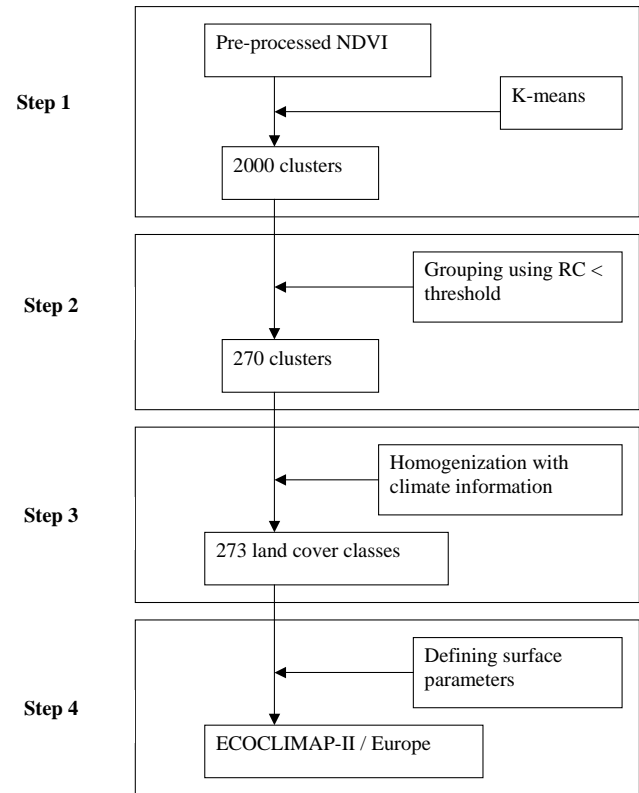 Pre-processed NDVI
Step 1
K-means
2000 clusters
Grouping using RC <
threshold
Step 2
270 clusters
Homogenization with
climate information
Step 3
273 land cover classes
Defining surface
parameters
Step 4
ECOCLIMAP-II / Europe